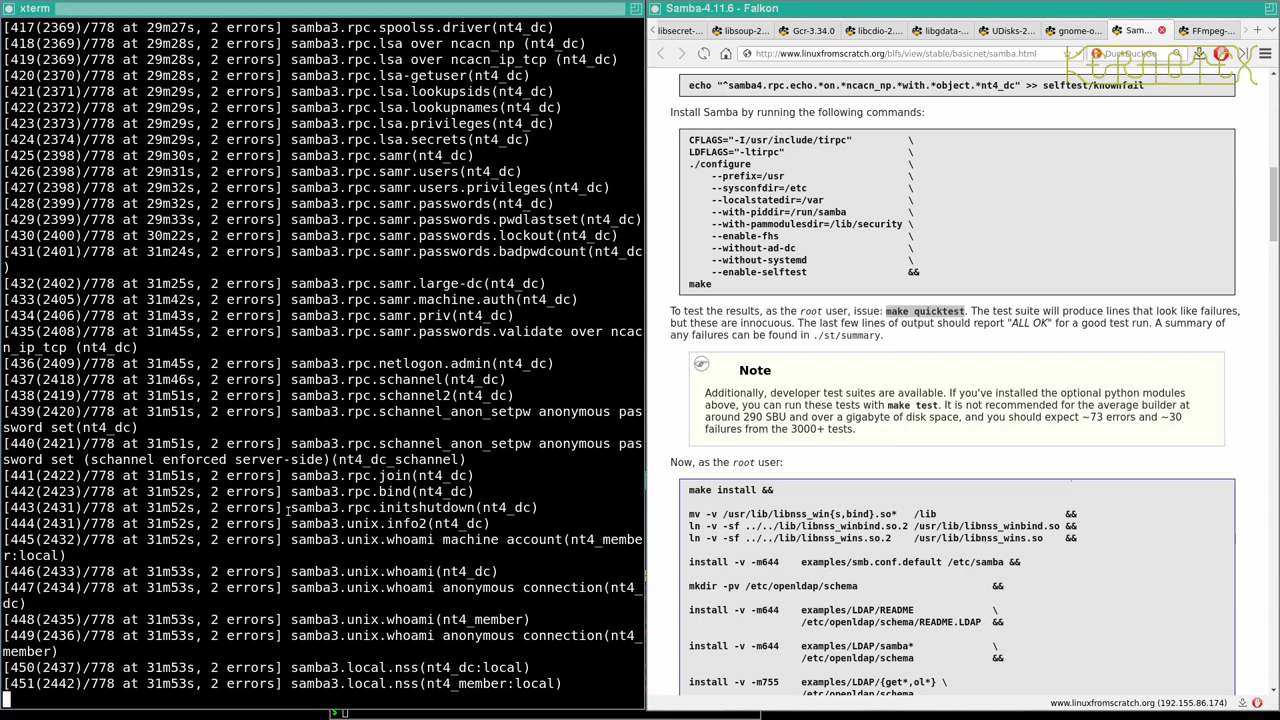 xterm
[417(2369)/778 at 29m27s, 2 errors] samba3.rpc.spoolss.driver(nt4_dc)
[418(2369)/778 at 29m28s, 2 errors] samba3.rpc.lsa over ncacn_np (nt4_dc)
[419(2369)/778 at 29m28s, 2 errors] samba3.rpc.lsa over ncacn_ip_tcp (nt4_dc)
[420(2370)/778 at 29m28s, 2 errors] samba3.rpc.lsa-getuser(nt4_dc)
[421(2371)/778 at 29m29s, 2 errors] samba3.rpc.lsa.lookupsids(nt4_dc)
[422(2372)/778 at 29m29s, 2 errors] samba3.rpc.lsa.lookupnames(nt4_dc)
[423(2373)/778 at 29m29s, 2 errors] samba3.rpc.lsa.privileges(nt4_dc)
[424(2374)/778 at 29m29s, 2 errors] samba3.rpc.lsa.secrets(nt4_dc)
[425(2398)/778 at 29m30s, 2 errors] samba3.rpc.samr(nt4_dc)
[426(2398)/778 at 29m31s, 2 errors] samba3.rpc.samr.users(nt4_dc)
[427(2398)/778 at 29m32s, 2 errors] samba3.rpc.samr.users.privileges(nt4_dc)
[428(2399)/778 at 29m32s, 2 errors] samba3.rpc.samr.passwords(nt4_dc)
[429(2399)/778 at 29m33s, 2 errors] samba3.rpc.samr.passwords.pwdlastset(nt4_dc)
[430(2400)/778 at 30m22s, 2 errors] samba3.rpc.samr.passwords.lockout(nt4_dc)
[431(2401)/778 at 31m24s, 2 errors] samba3.rpc.samr.passwords.badpwdcount(nt4_dc
)
[432(2402)/778 at 31m25s, 2 errors] samba3.rpc.samr.large-dc(nt4_dc)
[433(2405)/778 at 31m42s, 2 errors] samba3.rpc.samr.machine.auth(nt4_dc)
[434(2406)/778 at 31m43s, 2 errors] samba3.rpc.samr.priv(nt4_dc)
[435(2408)/778 at 31m45s, 2 errors] samba3.rpc.samr.passwords.validate over ncac
n_ip_tcp (nt4_dc)
[436(2409)/778 at 31m45s, 2 errors] samba3.rpc.netlogon.admin(nt4_dc)
[437(2418)/778 at 31m46s, 2 errors] samba3.rpc.schannel(nt4_dc)
[438(2419)/778 at 31m51s, 2 errors] samba3.rpc.schannel2(nt4_dc)
[439(2420)/778 at 31m51s, 2 errors] samba3.rpc.schannel_anon_setpw anonymous pas
sword set(nt4_dc)
[440(2421)/778 at 31m51s, 2 errors] samba3.rpc.schannel_anon_setpw anonymous pas
sword set (schannel enforced server-side)(nt4_dc_schannel)
[441(2422)/778 at 31m51s, 2 errors] samba3.rpc.join(nt4_dc)
[442(2423)/778 at 31m52s, 2 errors] samba3.rpc.bind(nt4_dc)
[443(2431)/778 at 31m52s, 2 errors] samba3.rpc.initshutdown(nt4_dc)
[444(2431)/778 at 31m52s, 2 errors] samba3.unix.info2(nt4_dc)
[445(2432)/778 at 31m52s, 2 errors] samba3.unix.whoami machine account(nt4_membe
r:local)
[446(2433)/778 at 31m53s, 2 errors] samba3.unix.whoami(nt4_dc)
[447(2434)/778 at 31m53s, 2 errors] samba3.unix.whoami anonymous connection(nt4_
dc)
[448(2435)/778 at 31m53s, 2 errors] samba3.unix.whoami(nt4_member)
[449(2436)/778 at 31m53s, 2 errors] samba3.unix.whoami anonymous connection(nt4_
member)
[450(2437)/778 at 31m53s, 2 errors] samba3.local.nss(nt4_dc:local)
[451(2442)/778 at 31m53s, 2 errors] samba3.local.nss(nt4_member:local)
Samba-4.11.6 - Falkon
libsecret-... libsoup-2... Gcr-3.34.0 libcdio-2... libgdata-... UDisks-2... gnome-o... Sam... FFmpeg-...
http://www.linuxfromscratch.org/blfs/view/stable/basicnet/samba.html DuckDuckGo
KERNOTEX
echo "^samba4.rpc.echo.*on.*ncacn_np.*with.*object.*nt4_dc" >> selftest/knownfail
Install Samba by running the following commands:
CFLAGS="-I/usr/include/tirpc" \
LDFLAGS="-ltirpc" \
./configure \
--prefix=/usr \
--sysconfdir=/etc \
--localstatedir=/var \
--with-piddir=/run/samba \
--with-pammodulesdir=/lib/security \
--enable-fhs \
--without-ad-dc \
--without-systemd \
--enable-selftest &&
make
To test the results, as the root user, issue: make quicktest. The test suite will produce lines that look like failures,
but these are innocuous. The last few lines of output should report "ALL OK" for a good test run. A summary of
any failures can be found in ./st/summary.
Note
Additionally, developer test suites are available. If you've installed the optional python modules
above, you can run these tests with make test. It is not recommended for the average builder at
around 290 SBU and over a gigabyte of disk space, and you should expect ~73 errors and ~30
failures from the 3000+ tests.
Now, as the root user:
make install &&
mv -v /usr/lib/libnss_win{s,bind}.so* /lib &&
ln -v -sf ../../lib/libnss_winbind.so.2 /usr/lib/libnss_winbind.so &&
ln -v -sf ../../lib/libnss_wins.so.2 /usr/lib/libnss_wins.so &&
install -v -m644 examples/smb.conf.default /etc/samba &&
mkdir -pv /etc/openldap/schema &&
install -v -m644 examples/LDAP/README \
/etc/openldap/schema/README.LDAP &&
install -v -m644 examples/LDAP/samba* \
/etc/openldap/schema &&
install -v -m755 examples/LDAP/{get*,ol*} \
/etc/openldap/schema
www.linuxfromscratch.org (192.155.86.174)
$